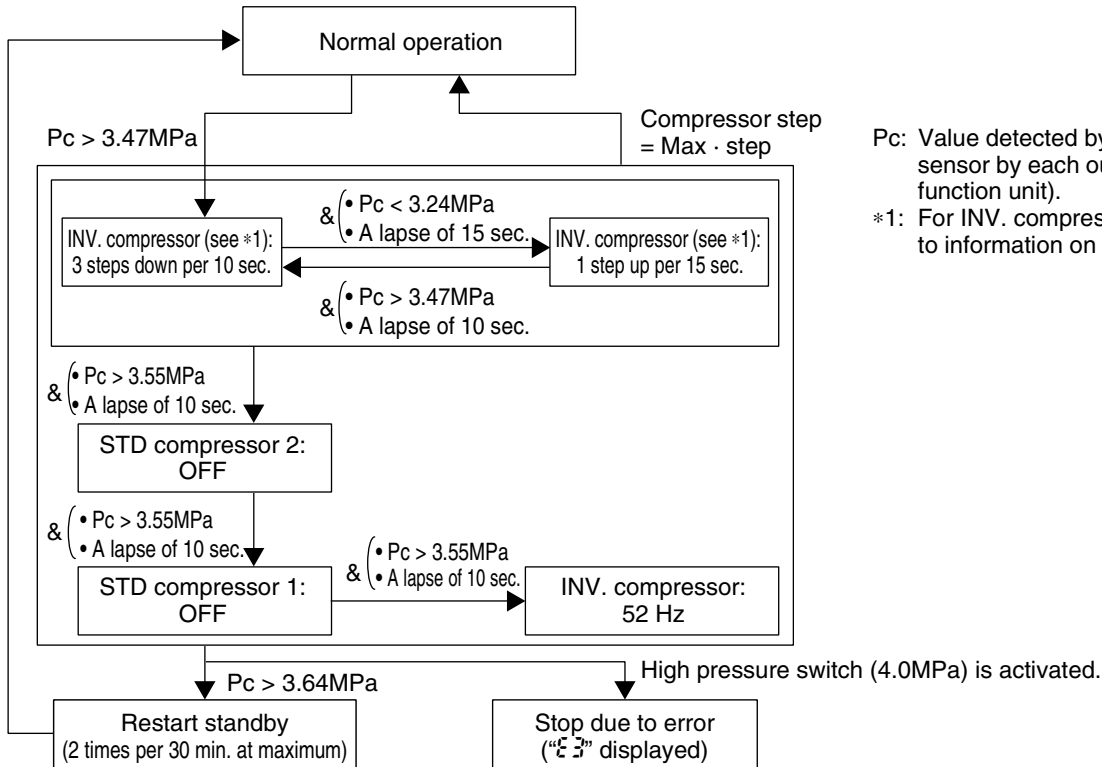 Normal operation
Pc > 3.47MPa
Compressor step
= Max · step
Pc: Value detected by
sensor by each
function unit).
*1: For INV.
to information on
& • Pc < 3.24MPa
• A lapse of 15 sec.
INV. compressor (see *1):
3 steps down per 10 sec.
INV. compressor (see *1):
1 step up per 15 sec.
& • Pc > 3.47MPa
• A lapse of 10 sec.
& • Pc > 3.55MPa
• A lapse of 10 sec.
STD compressor 2:
OFF
& • Pc > 3.55MPa
• A lapse of 10 sec.
STD compressor 1:
OFF
& • Pc > 3.55MPa
• A lapse of 10 sec.
INV. compressor:
52 Hz
Pc > 3.64MPa
High pressure switch (4.0MPa) is activated.
Restart standby
(2 times per 30 min. at maximum)
Stop due to error
("E3" displayed)